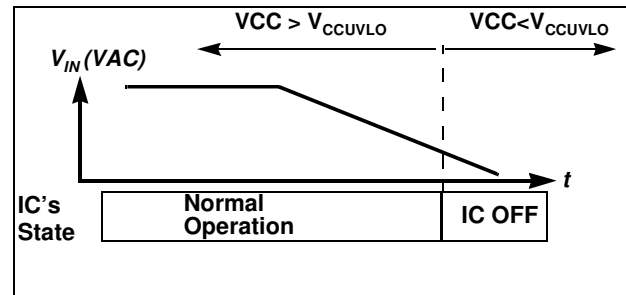 VCC > VCCUVLO
VCC<VCCUVLO
VIN (VAC)
t
IC's
State
Normal
Operation
IC OFF